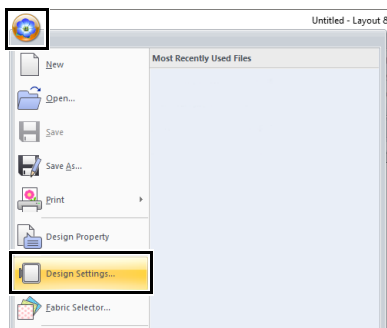 Untitled - Layout &
Most Recently Used Files
New
Open...
Save
Save As...
Print
Design Property
Design Settings...
Fabric Selector...